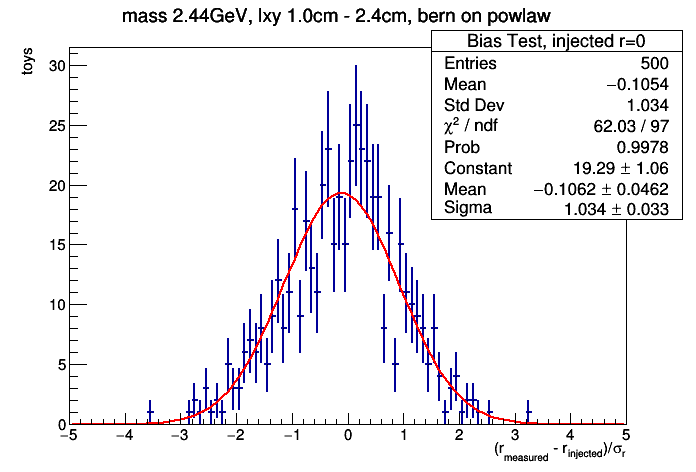 mass 2.44GeV, lxy 1.0cm - 2.4cm, bern on powlaw
Bias Test, injected r=0
Entries 500
Mean −0.1054
Std Dev 1.034
χ² / ndf 62.03 / 97
Prob 0.9978
Constant 19.29 ± 1.06
Mean −0.1062 ± 0.0462
Sigma 1.034 ± 0.033
toys
30
25
20
15
10
5
0
−5 −4 −3 −2 −1 0 1 2 3 4 5
(r_measured - r_injected)/σ_r